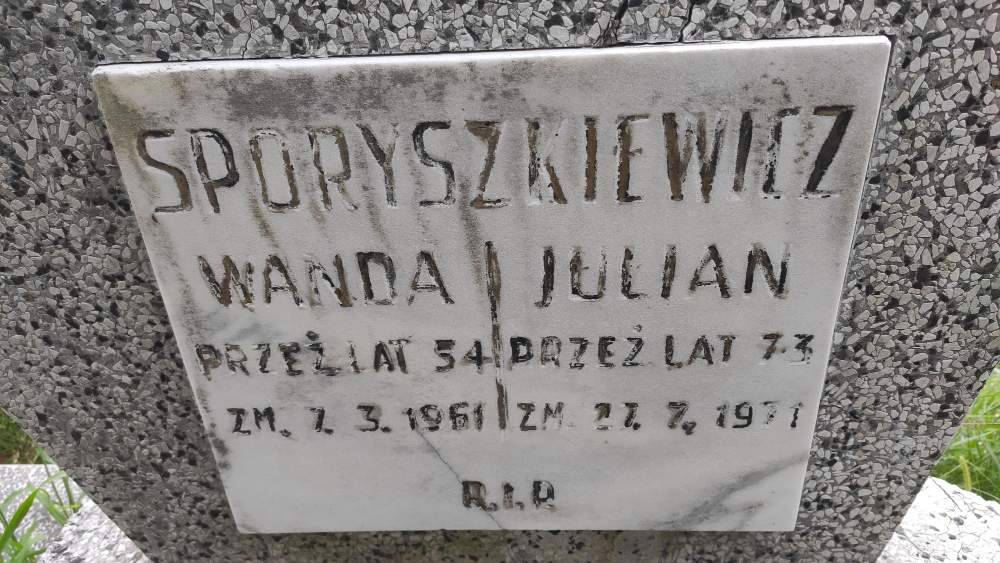 SPORYSZKIEWICZ
WANDA | JULIAN
PRZEŻ. LAT 54 | PRZEŻ. LAT 73
ZM. 7. 3. 1961 | ZM. 27. 7. 1971
R.I.P.